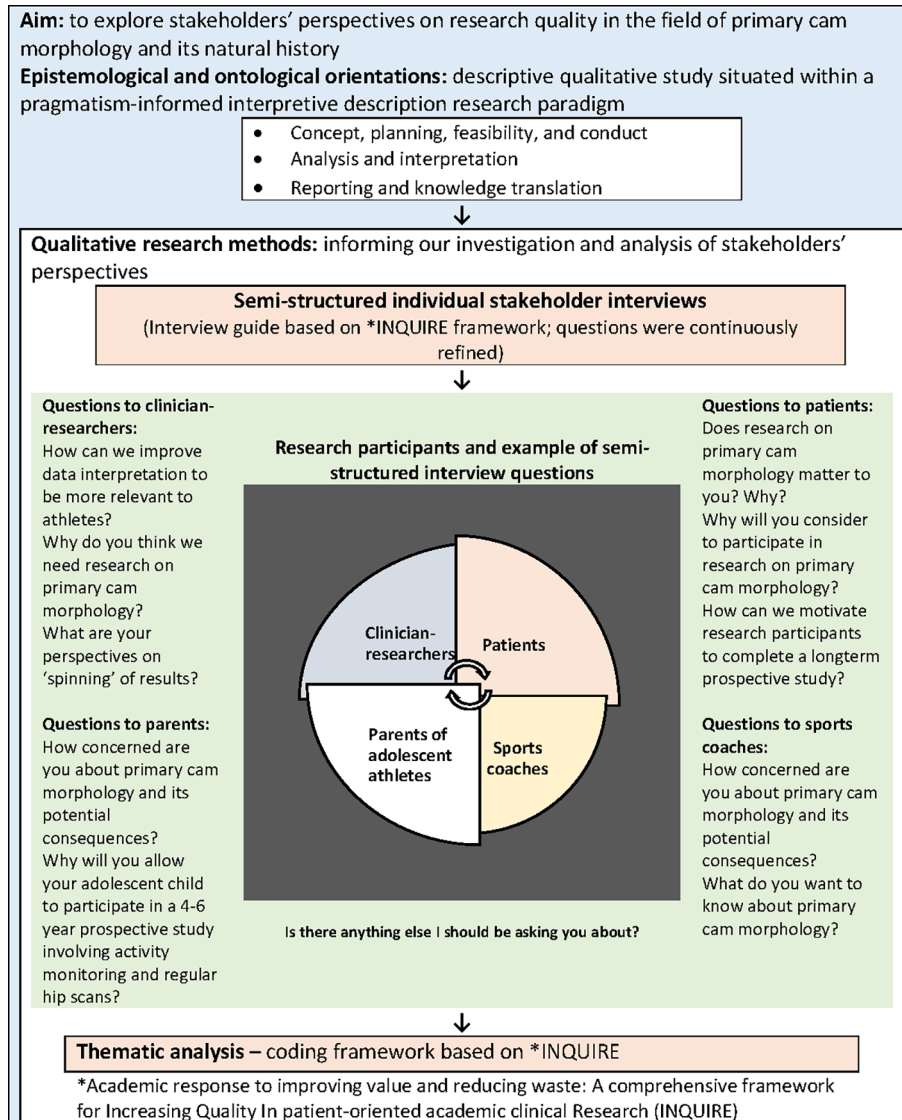 Aim: to explore stakeholders' perspectives on research quality in the field of primary cam
morphology and its natural history
Epistemological and ontological orientations: descriptive qualitative study situated within a
pragmatism-informed interpretive description research paradigm
• Concept, planning, feasibility, and conduct
• Analysis and interpretation
• Reporting and knowledge translation
Qualitative research methods: informing our investigation and analysis of stakeholders'
perspectives
Semi-structured individual stakeholder interviews
(Interview guide based on *INQUIRE framework; questions were continuously
refined)
Questions to clinician-
researchers:
How can we improve
data interpretation to
be more relevant to
athletes?
Why do you think we
need research on
primary cam
morphology?
What are your
perspectives on
'spinning' of results?
Questions to parents:
How concerned are
you about primary cam
morphology and its
potential
consequences?
Why will you allow
your adolescent child
to participate in a 4-6
year prospective study
involving activity
monitoring and regular
hip scans?
Research participants and example of semi-
structured interview questions
Clinician-
researchers
Patients
Parents of
adolescent
athletes
Sports
coaches
Is there anything else I should be asking you about?
Questions to patients:
Does research on
primary cam
morphology matter to
you? Why?
Why will you consider
to participate in
research on primary
cam morphology?
How can we motivate
research participants
to complete a longterm
prospective study?
Questions to sports
coaches:
How concerned are
you about primary cam
morphology and its
potential
consequences?
What do you want to
know about primary
cam morphology?
Thematic analysis – coding framework based on *INQUIRE
*Academic response to improving value and reducing waste: A comprehensive framework
for Increasing Quality In patient-oriented academic clinical Research (INQUIRE)